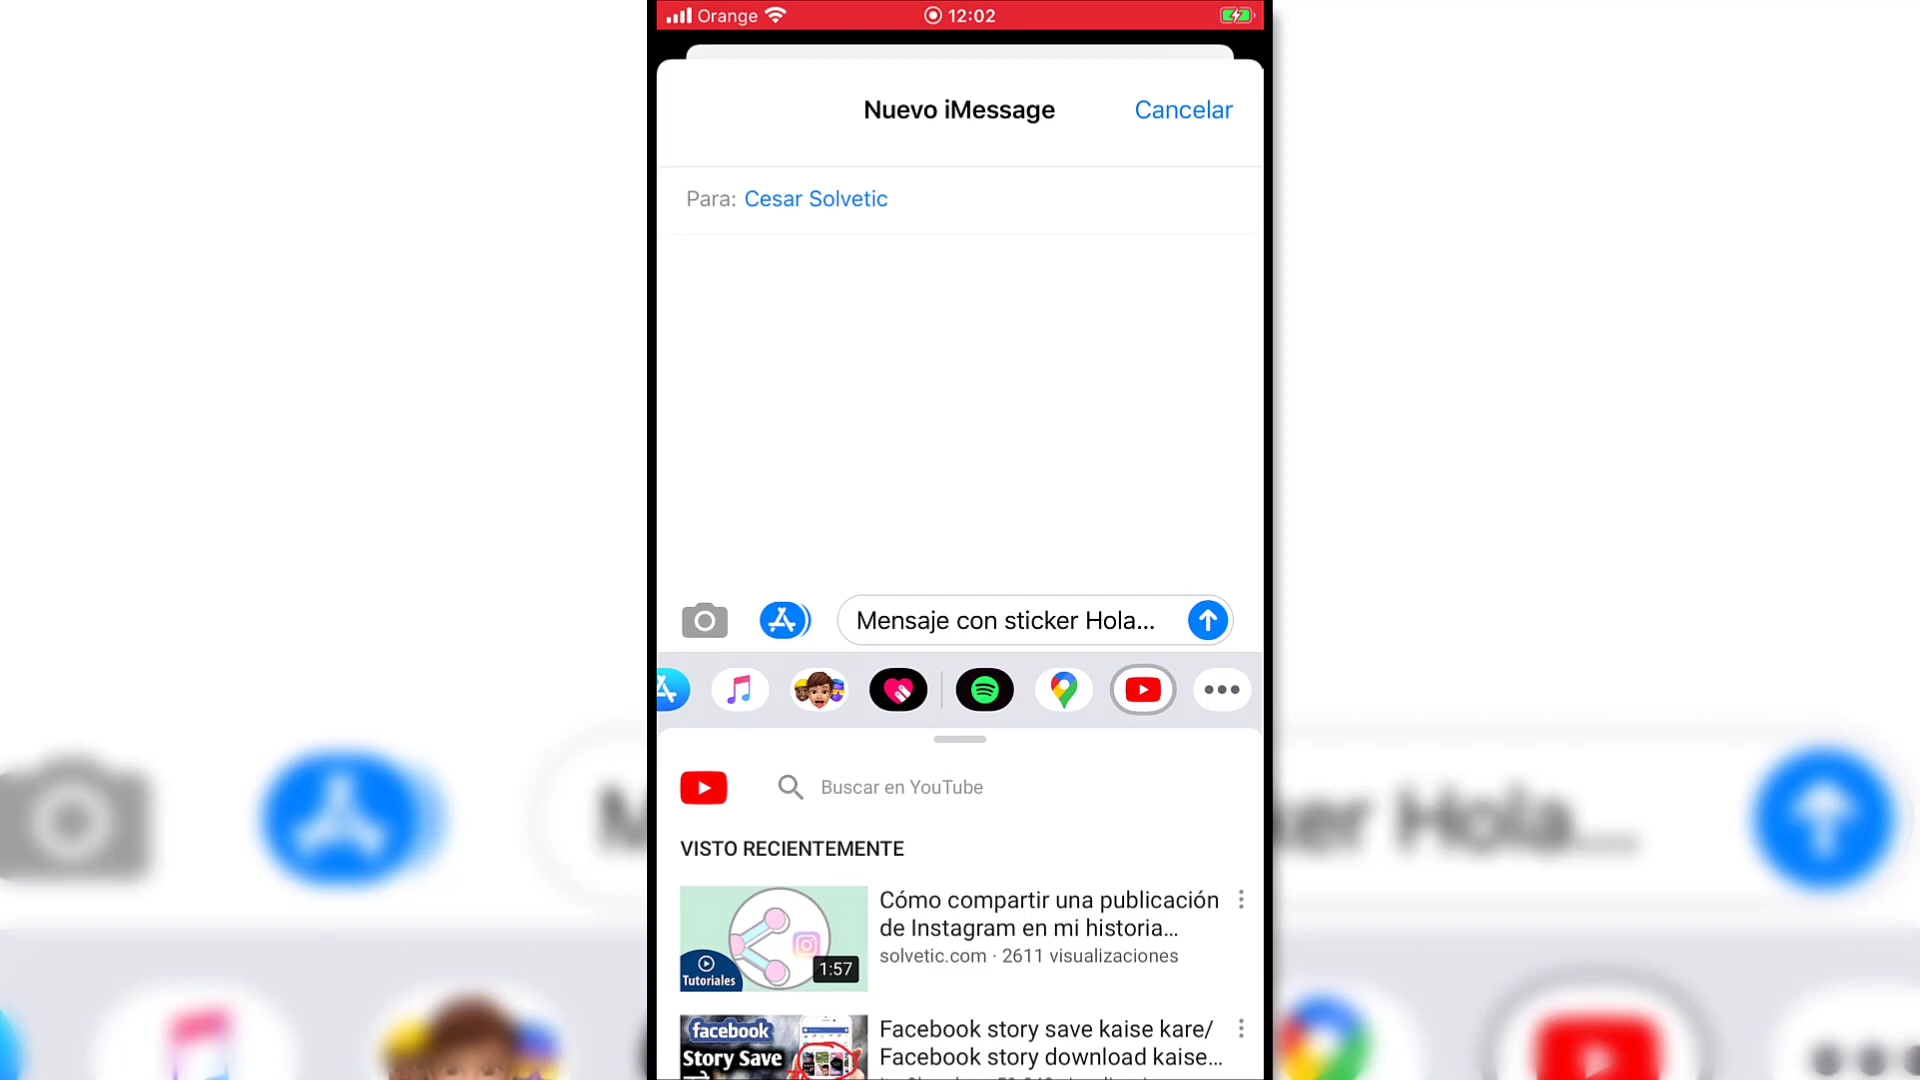 Orange 12:02
Nuevo iMessage Cancelar
Para: Cesar Solvetic
Mensaje con sticker Hola...
Buscar en YouTube
VISTO RECIENTEMENTE
Cómo compartir una publicación
de Instagram en mi historia...
solvetic.com · 2611 visualizaciones
1:57
Tutoriales
Facebook story save kaise kare/
Facebook story download kaise...
facebook
Story Save
ker Hola...